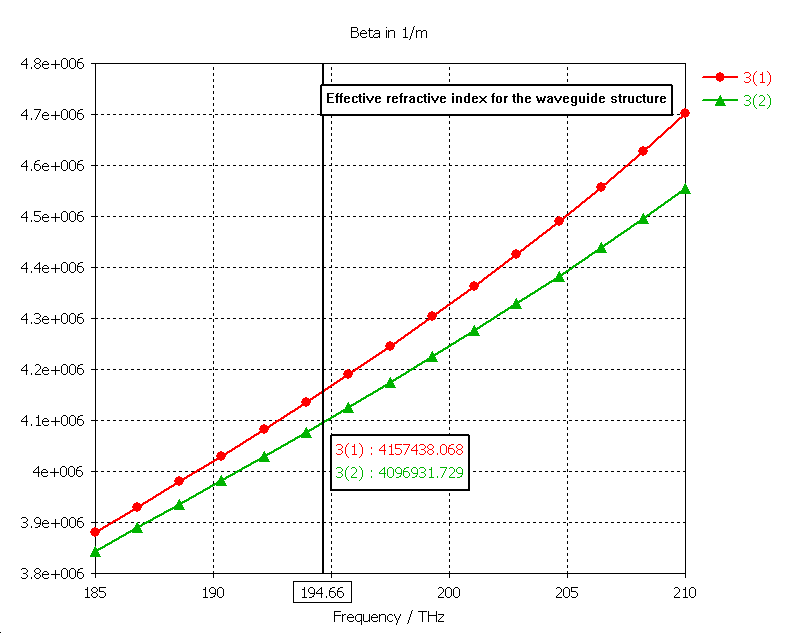 Beta in 1/m
4.8e+006
4.7e+006
4.6e+006
4.5e+006
4.4e+006
4.3e+006
4.2e+006
4.1e+006
4e+006
3.9e+006
3.8e+006
Effective refractive index for the waveguide structure
3(1)
3(2)
3(1) : 4157438.068
3(2) : 4096931.729
185
190
194.66
200
205
210
Frequency / THz